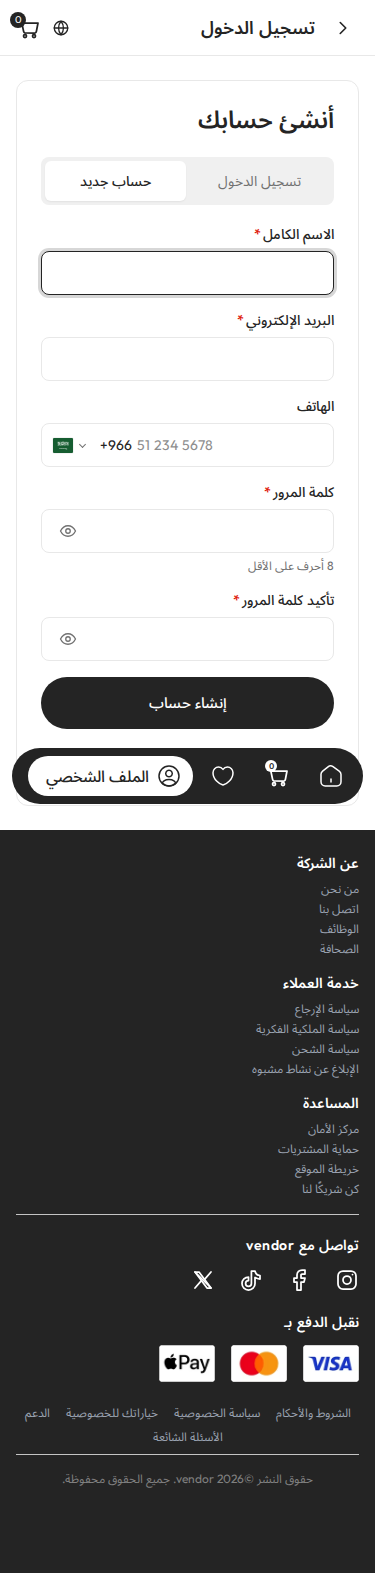 تسجيل الدخول
0
أنشئ حسابك
تسجيل الدخول
حساب جديد
الاسم الكامل *
البريد الإلكتروني *
الهاتف
+966 51 234 5678
كلمة المرور *
8 أحرف على الأقل
تأكيد كلمة المرور *
إنشاء حساب
0
الملف الشخصي
عن الشركة
من نحن
اتصل بنا
الوظائف
الصحافة
خدمة العملاء
سياسة الإرجاع
سياسة الملكية الفكرية
سياسة الشحن
الإبلاغ عن نشاط مشبوه
المساعدة
مركز الأمان
حماية المشتريات
خريطة الموقع
كن شريكًا لنا
تواصل مع vendor
نقبل الدفع بـ
VISA
Pay
الشروط والأحكام
سياسة الخصوصية
خياراتك للخصوصية
الدعم
الأسئلة الشائعة
حقوق النشر ©2026 vendor. جميع الحقوق محفوظة.